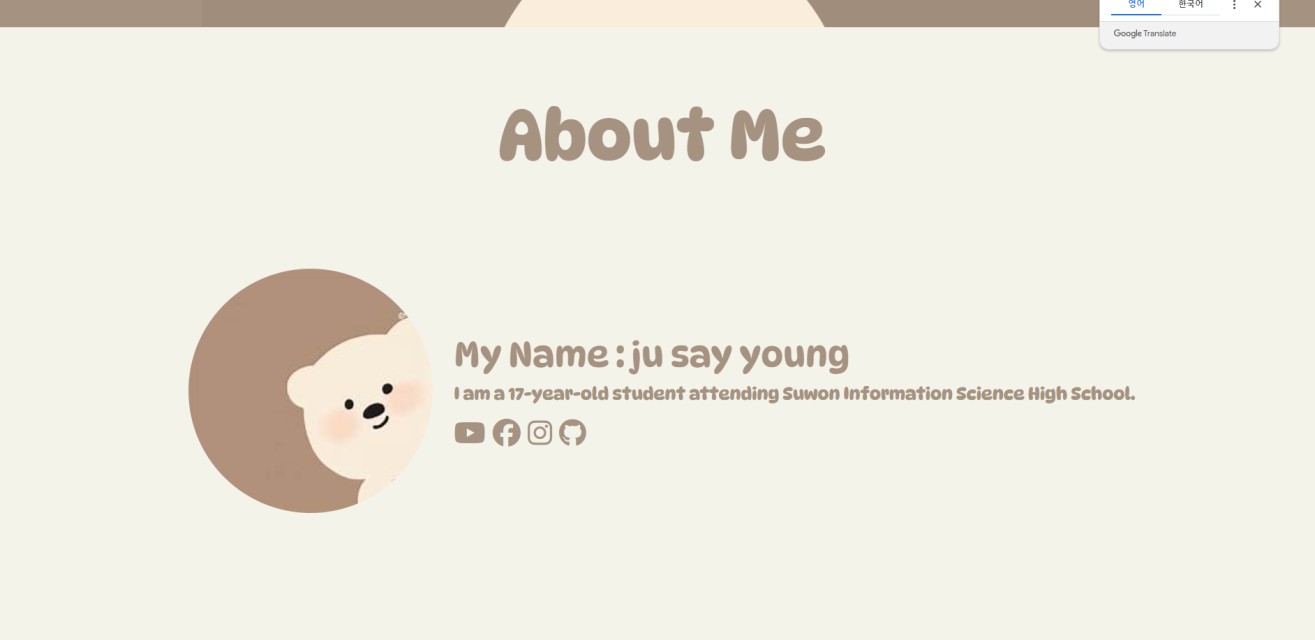 영어 한국어
Google Translate
About Me
My Name : ju say young
I am a 17-year-old student attending Suwon Information Science High School.